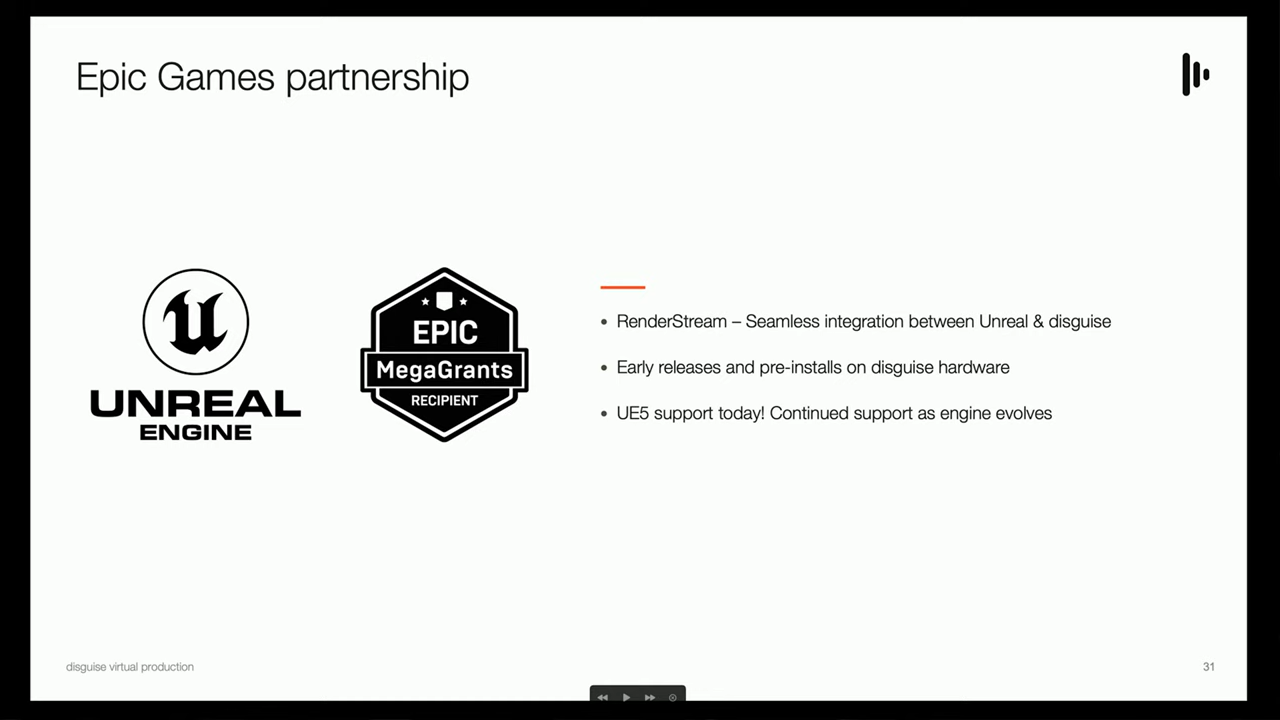 Epic Games partnership
UNREAL
ENGINE
EPIC
MegaGrants
RECIPIENT
• RenderStream – Seamless integration between Unreal & disguise
• Early releases and pre-installs on disguise hardware
• UE5 support today! Continued support as engine evolves
disguise virtual production
31